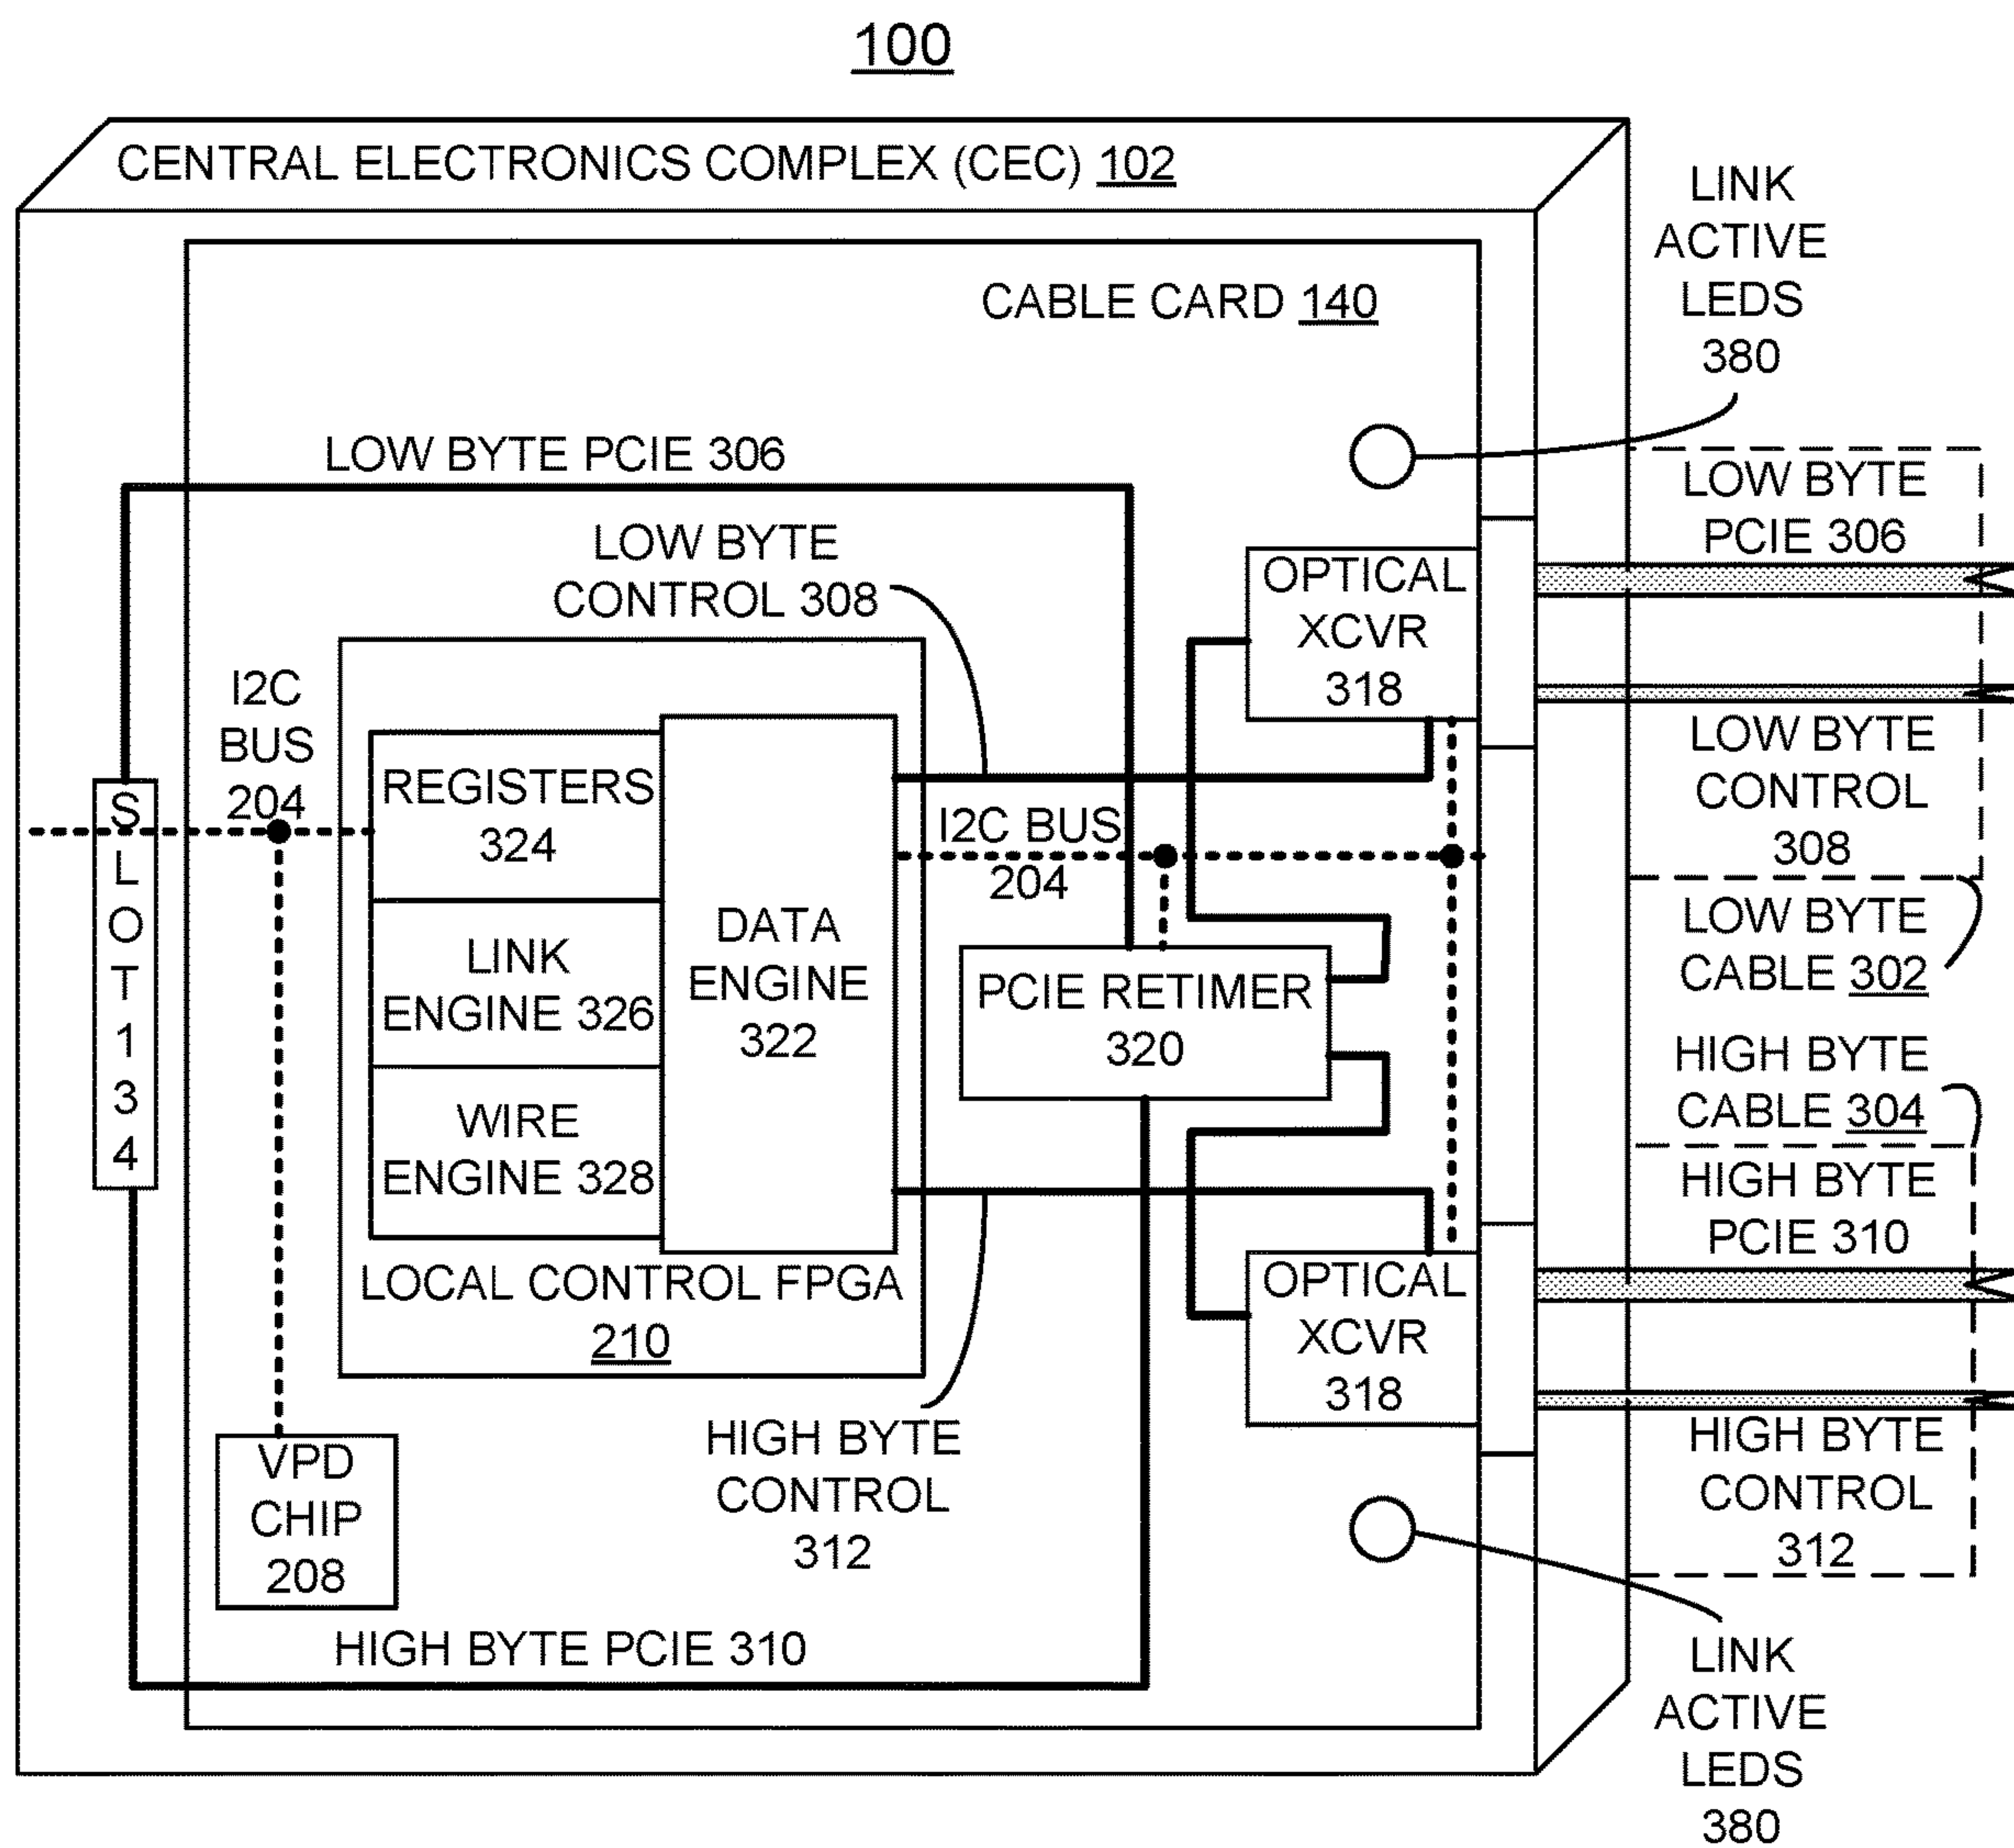 100
CENTRAL ELECTRONICS COMPLEX (CEC) 102
LINK
ACTIVE
LEDS
380
CABLE CARD 140
LOW BYTE PCIE 306
LOW BYTE
PCIE 306
LOW BYTE
CONTROL 308
OPTICAL
XCVR
318
I2C
BUS
204
LOW BYTE
CONTROL
308
SLOT134
REGISTERS
324
I2C BUS
204
LINK
ENGINE 326
DATA
ENGINE
322
LOW BYTE
CABLE 302
PCIE RETIMER
320
HIGH BYTE
CABLE 304
WIRE
ENGINE 328
HIGH BYTE
PCIE 310
LOCAL CONTROL FPGA
210
OPTICAL
XCVR
318
HIGH BYTE
CONTROL
312
HIGH BYTE
CONTROL
312
VPD
CHIP
208
HIGH BYTE PCIE 310
LINK
ACTIVE
LEDS
380